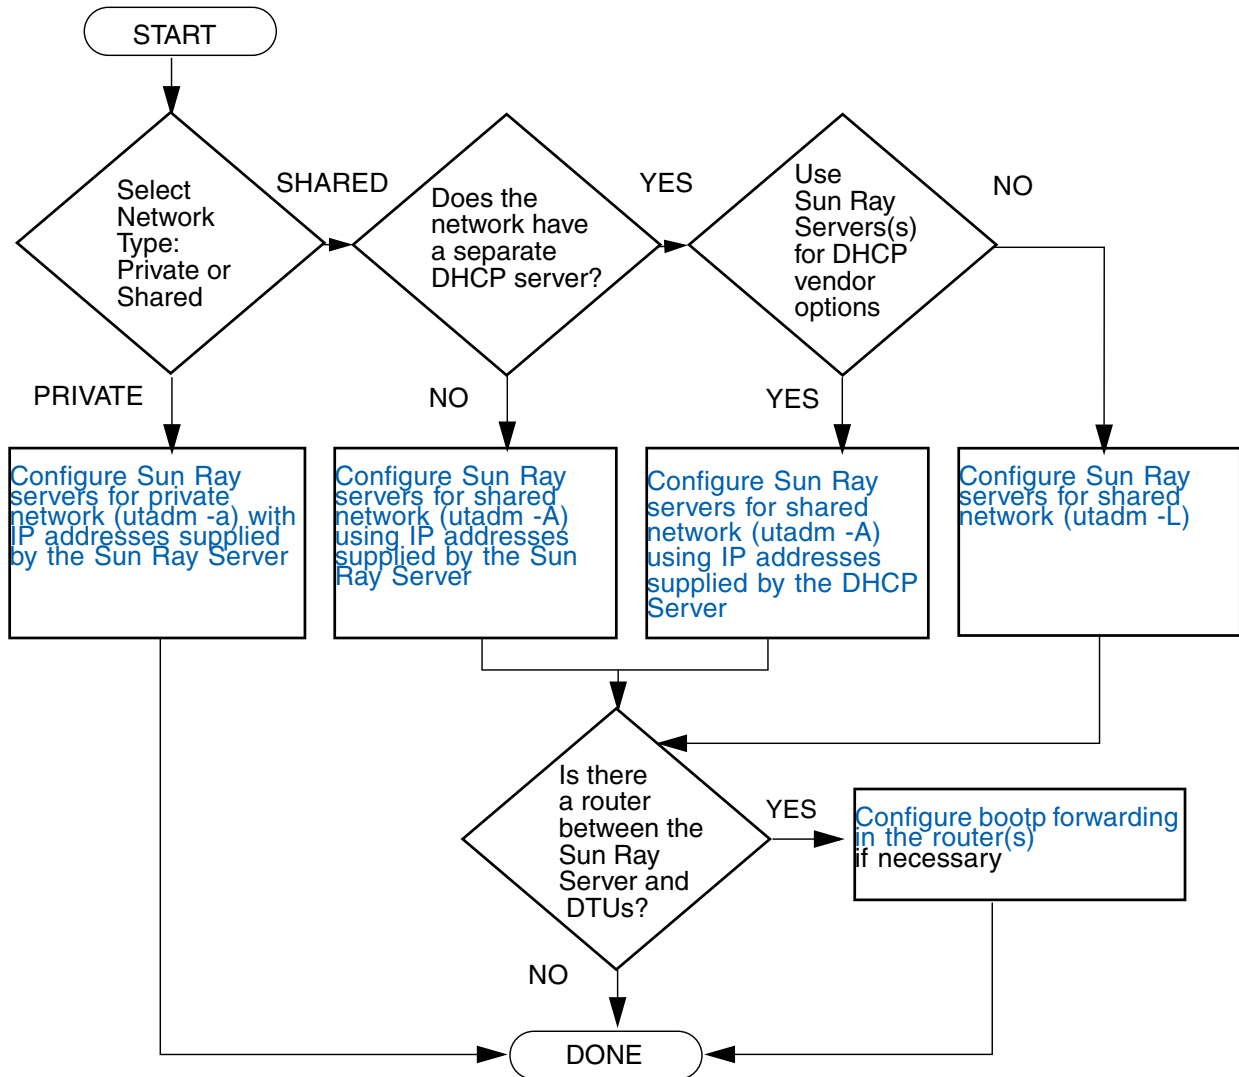 START
Select
Network
Type:
Private or
Shared
SHARED
Does the
network have
a separate
DHCP server?
YES
Use
Sun Ray
Servers(s)
for DHCP
vendor
options
NO
PRIVATE
NO
YES
Configure Sun Ray
servers for private
network (utadm -a) with
IP addresses supplied
by the Sun Ray Server
Configure Sun Ray
servers for shared
network (utadm -A)
using IP addresses
supplied by the Sun
Ray Server
Configure Sun Ray
servers for shared
network (utadm -A)
using IP addresses
supplied by the DHCP
Server
Configure Sun Ray
servers for shared
network (utadm -L)
Is there
a router
between the
Sun Ray
Server and
DTUs?
YES
Configure bootp forwarding
in the router(s)
if necessary
NO
DONE